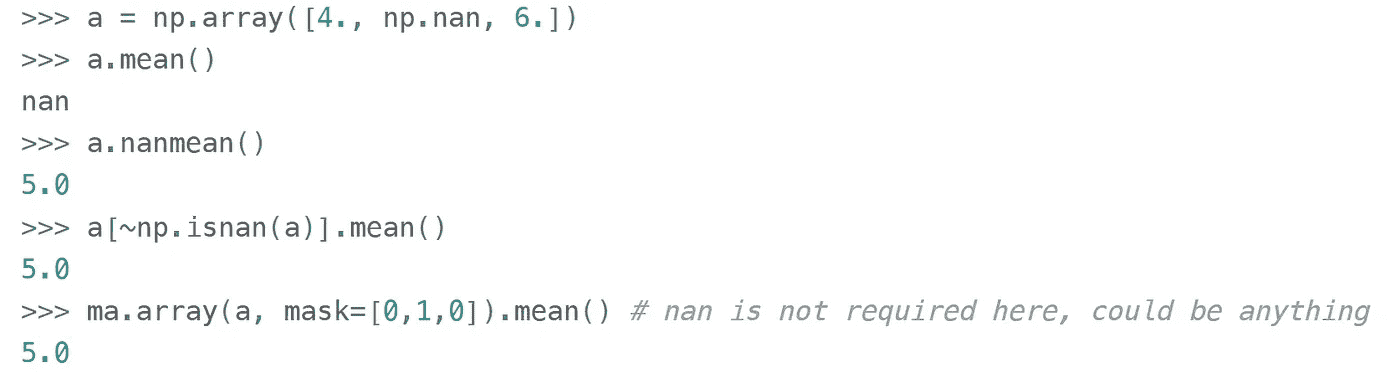 >>> a = np.array([4., np.nan, 6.])
>>> a.mean()
nan
>>> a.nanmean()
5.0
>>> a[~np.isnan(a)].mean()
5.0
>>> ma.array(a, mask=[0,1,0]).mean() # nan is not required here, could be anything
5.0